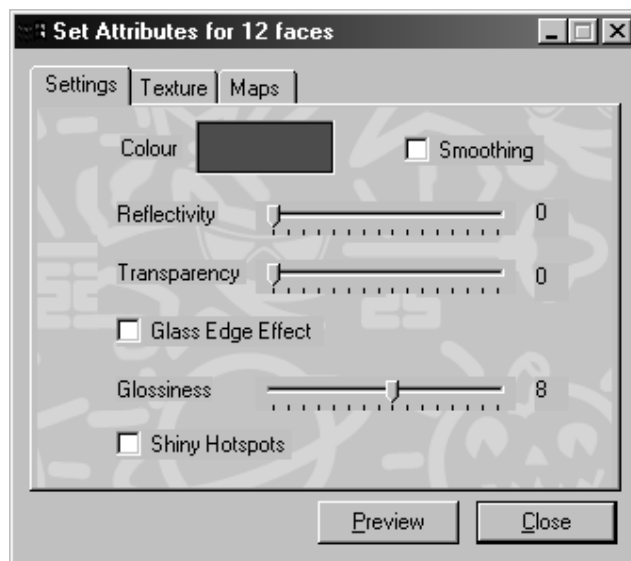 Set Attributes for 12 faces
Settings Texture Maps
Colour Smoothing
Reflectivity 0
Transparency 0
Glass Edge Effect
Glossiness 8
Shiny Hotspots
Preview Close